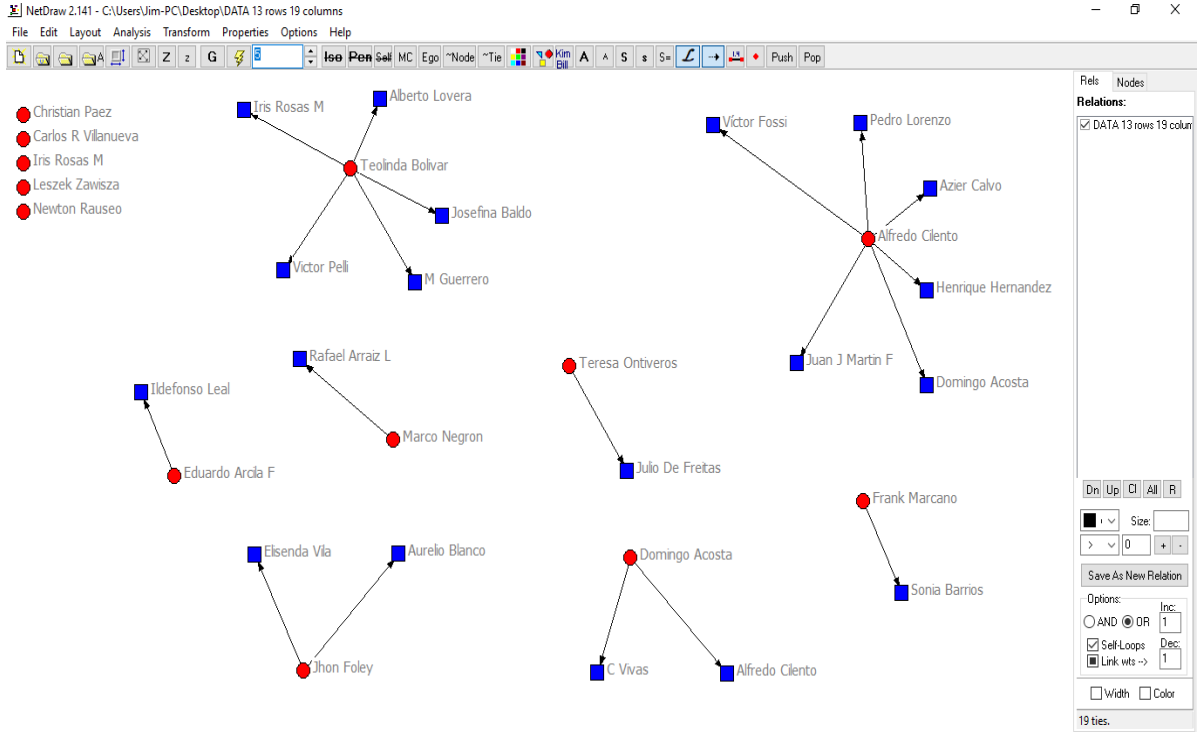 NetDraw 2.141 - C:\Users\Jim-PC\Desktop\DATA 13 rows 19 columns
File Edit Layout Analysis Transform Properties Options Help
A Z z G 5 Iso Pen Self MC Ego ~Node ~Tie Kim Bill A A S s S= L Push Pop
Rels Nodes
Relations:
DATA 13 rows 19 colum
Christian Paez
Carlos R Villanueva
Iris Rosas M
Leszek Zawisza
Newton Rauseo
Iris Rosas M
Alberto Lovera
Teolinda Bolivar
Josefina Baldo
Victor Pelli
M Guerrero
Víctor Fossi
Pedro Lorenzo
Azier Calvo
Alfredo Cilento
Henrique Hernandez
Juan J Martin F
Domingo Acosta
Rafael Arraiz L
Ildefonso Leal
Marco Negron
Eduardo Arcila F
Teresa Ontiveros
Julio De Freitas
Frank Marcano
Sonia Barrios
Elisenda Vila
Aurelio Blanco
Jhon Foley
Domingo Acosta
C Vivas
Alfredo Cilento
Dn Up Cl All R
Size:
> 0 + -
Save As New Relation
Options:
Inc:
AND OR 1
Self-Loops Dec:
Link wts --> 1
Width Color
19 ties.